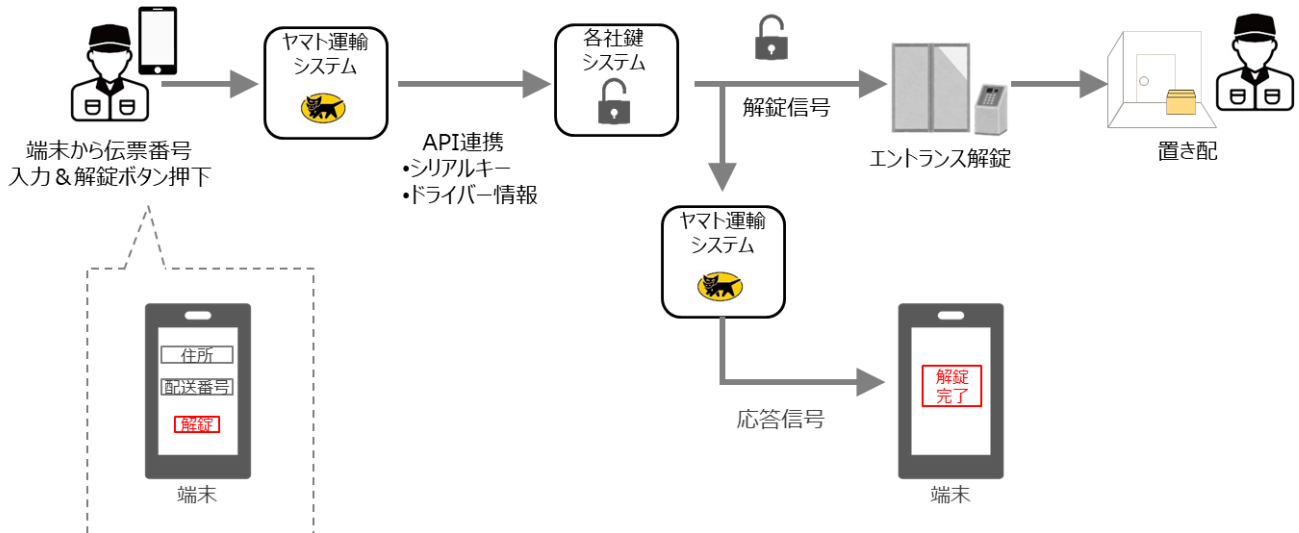 端末から伝票番号
入力＆解錠ボタン押下
ヤマト運輸
システム
API連携
•シリアルキー
•ドライバー情報
各社鍵
システム
解錠信号
エントランス解錠
置き配
ヤマト運輸
システム
応答信号
住所
配送番号
解錠
端末
解錠
完了
端末